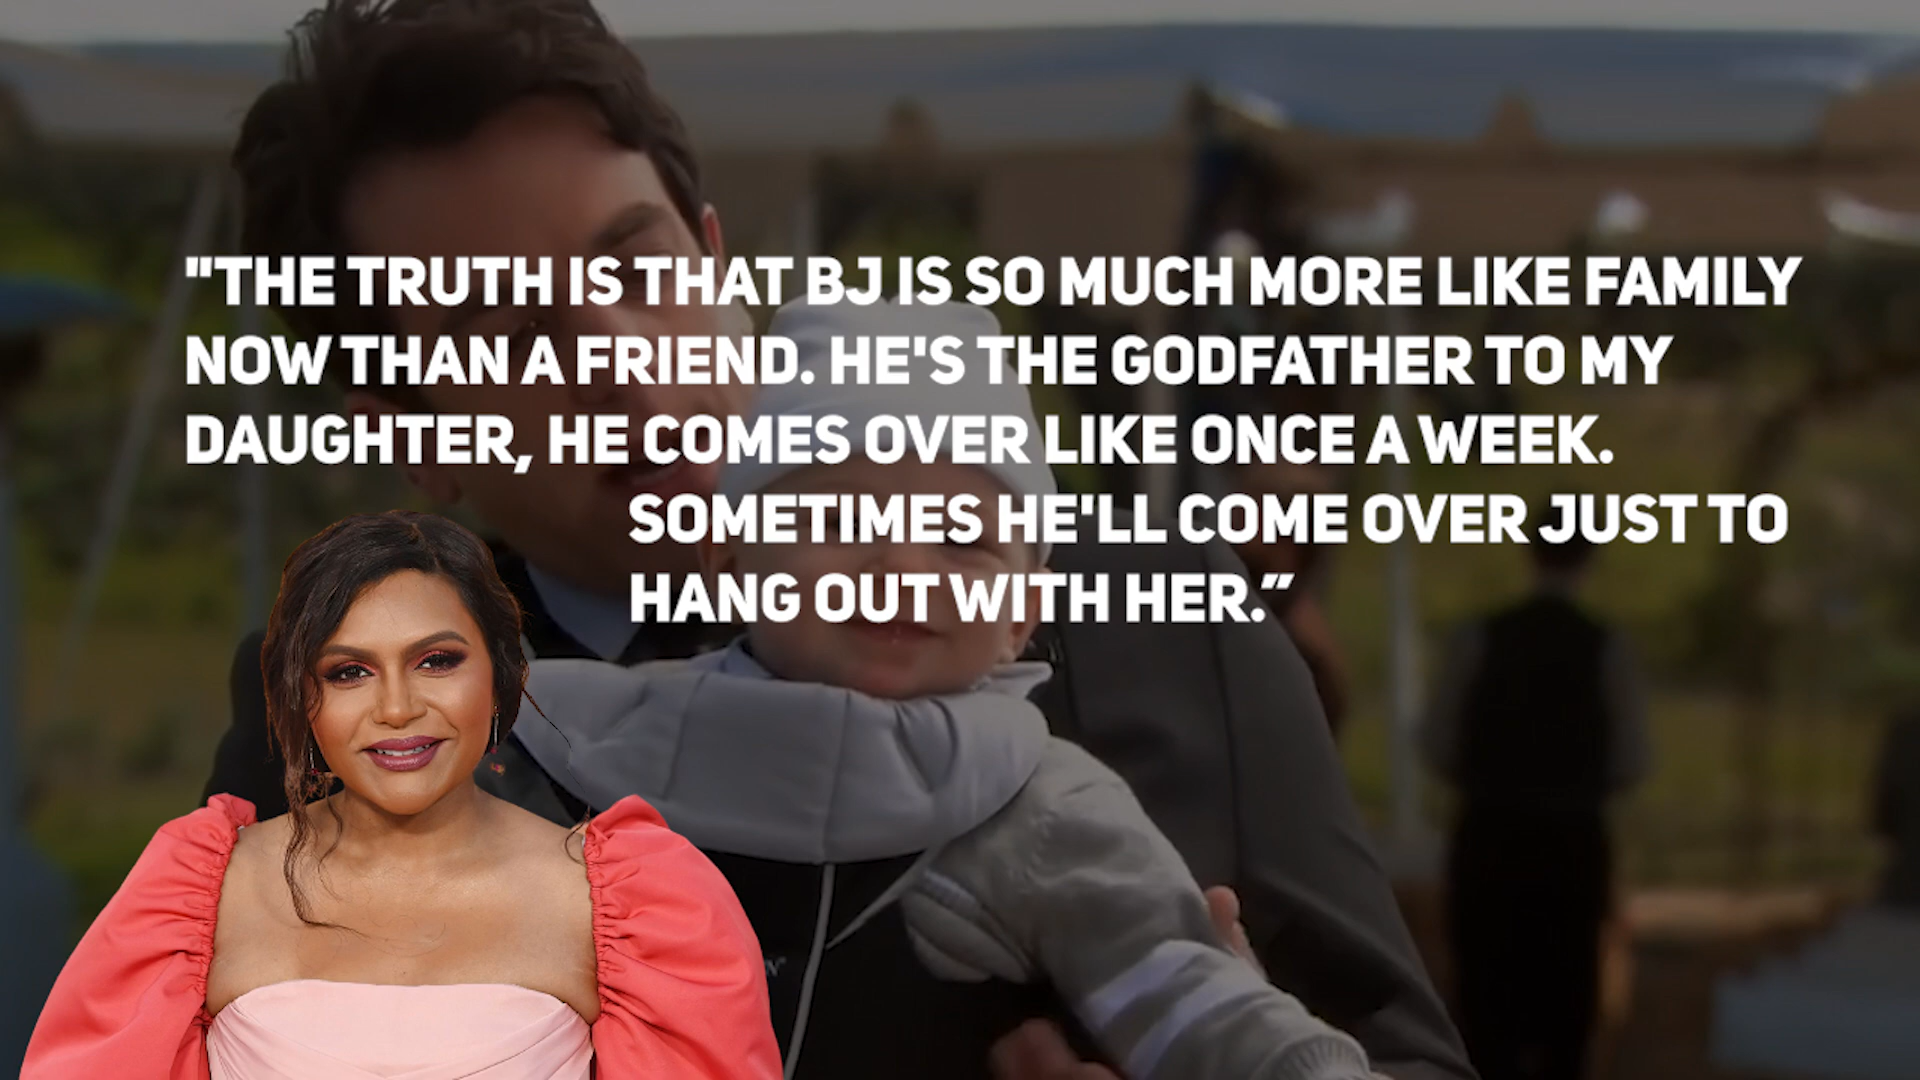 "THE TRUTH IS THAT BJ IS SO MUCH MORE LIKE FAMILY
NOW THAN A FRIEND. HE'S THE GODFATHER TO MY
DAUGHTER, HE COMES OVER LIKE ONCE A WEEK.
SOMETIMES HE'LL COME OVER JUST TO
HANG OUT WITH HER.”